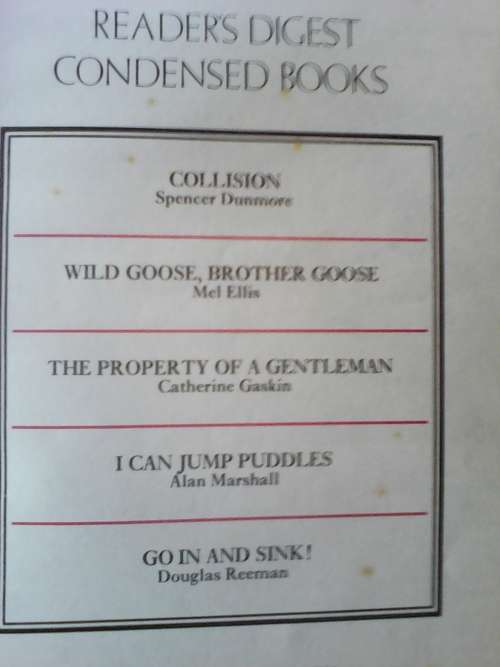 READER'S DIGEST
CONDENSED BOOKS
COLLISION
Spencer Dunmore
WILD GOOSE, BROTHER GOOSE
Mel Ellis
THE PROPERTY OF A GENTLEMAN
Catherine Gaskin
I CAN JUMP PUDDLES
Alan Marshall
GO IN AND SINK!
Douglas Reeman